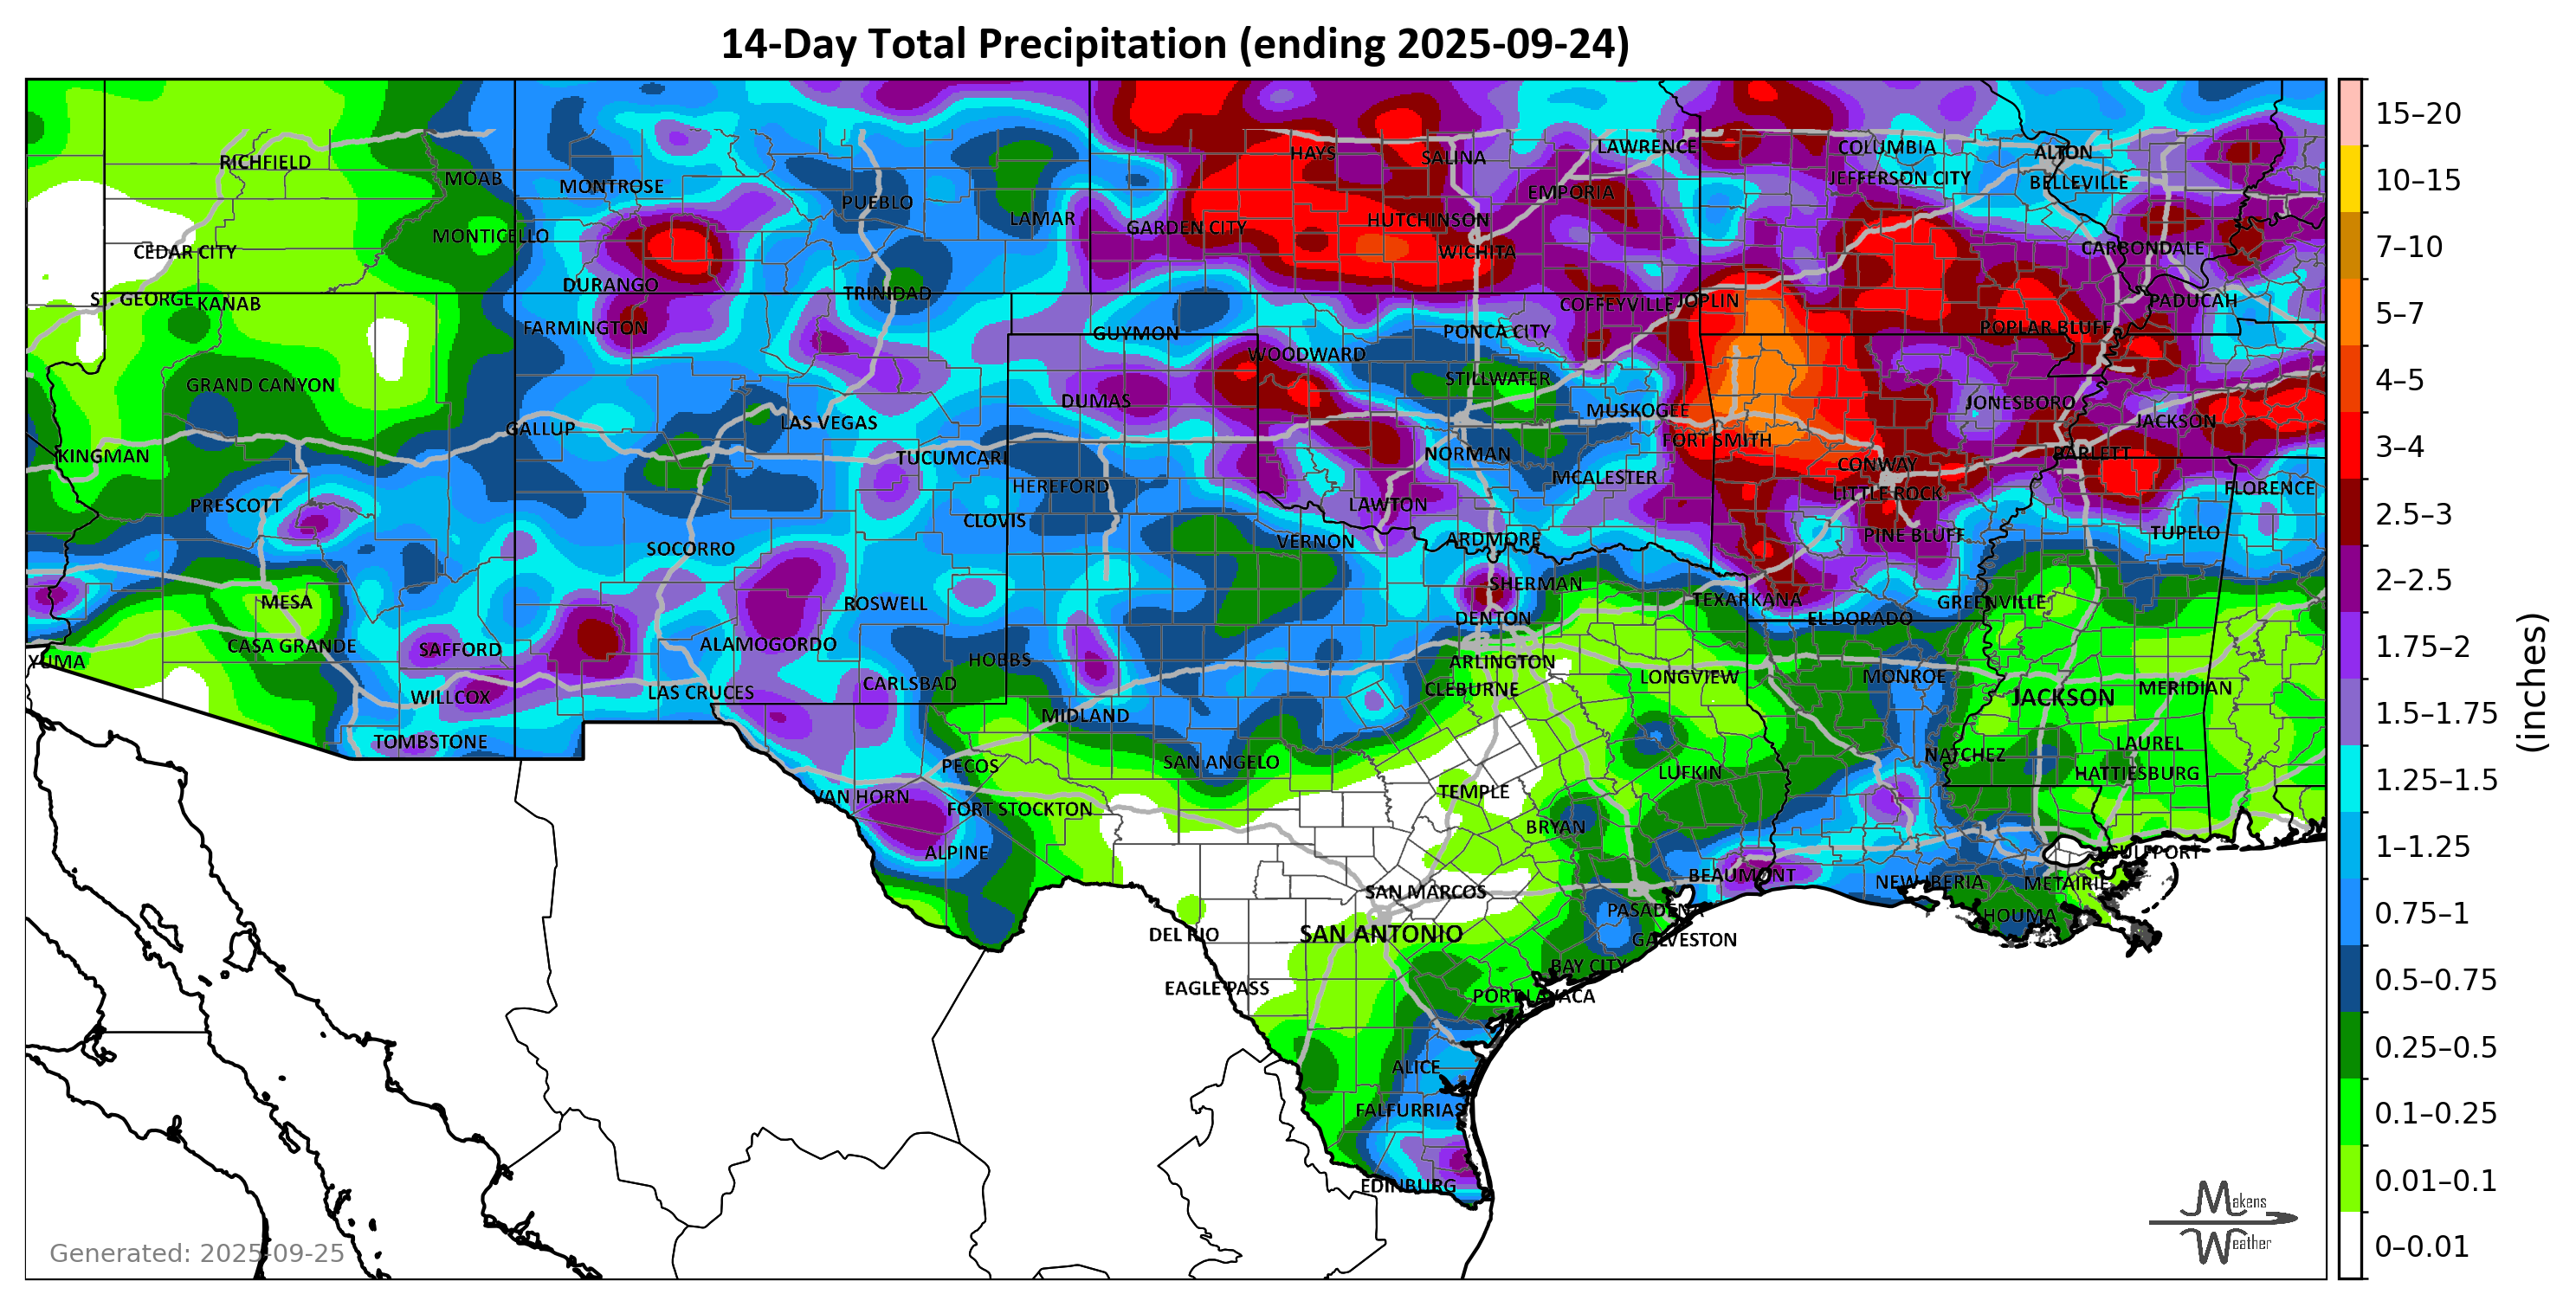 14-Day Total Precipitation (ending 2025-09-24)
RICHFIELD
MOAB
MONTROSE
PUEBLO
LAMAR
HAYS
SALINA
LAWRENCE
COLUMBIA
ALTON
JEFFERSON CITY
BELLEVILLE
EMPORIA
GARDEN CITY
HUTCHINSON
WICHITA
MONTICELLO
CEDAR CITY
CARBONDALE
DURANGO
TRINIDAD
ST. GEORGE
KANAB
COFFEYVILLE
JOPLIN
PADUCAH
FARMINGTON
GUYMON
PONCA CITY
POPLAR BLUFF
WOODWARD
STILLWATER
GRAND CANYON
DUMAS
MUSKOGEE
JONESBORO
JACKSON
LAS VEGAS
GALLUP
FORT SMITH
KINGMAN
TUCUMCARI
NORMAN
BARLETT
CONWAY
MCALESTER
HEREFORD
LITTLE ROCK
FLORENCE
PRESCOTT
LAWTON
CLOVIS
PINE BLUFF
TUPELO
VERNON
ARDMORE
SOCORRO
SHERMAN
MESA
ROSWELL
TEXARKANA
GREENVILLE
DENTON
EL DORADO
CASA GRANDE
SAFFORD
ALAMOGORDO
HOBBS
YUMA
ARLINGTON
LONGVIEW
MONROE
CARLSBAD
CLEBURNE
WILLCOX
LAS CRUCES
JACKSON
MERIDIAN
MIDLAND
TOMBSTONE
NATCHEZ
LAUREL
PECOS
SAN ANGELO
LUFKIN
HATTIESBURG
VAN HORN
FORT STOCKTON
TEMPLE
BRYAN
ALPINE
GULFPORT
BEAUMONT
NEW IBERIA
METAIRIE
SAN MARCOS
PASADENA
HOUMA
DEL RIO
SAN ANTONIO
GALVESTON
BAY CITY
EAGLE PASS
PORT LAVACA
ALICE
FALFURRIAS
EDINBURG
Generated: 2025-09-25
Makens
Weather
15–20
10–15
7–10
5–7
4–5
3–4
2.5–3
2–2.5
1.75–2
1.5–1.75
1.25–1.5
1–1.25
0.75–1
0.5–0.75
0.25–0.5
0.1–0.25
0.01–0.1
0–0.01
(inches)